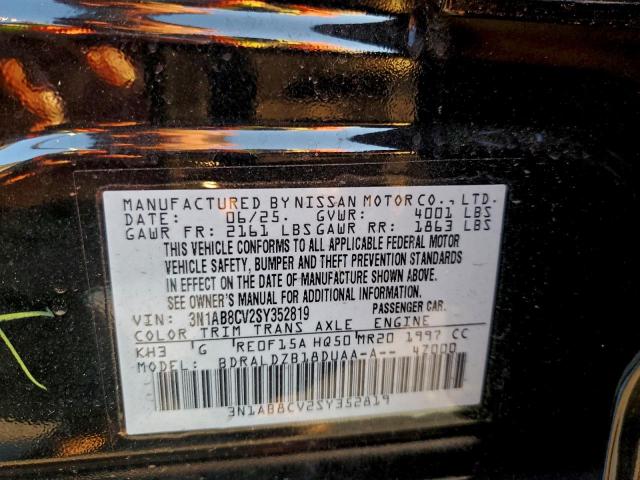 MANUFACTURED BY NISSAN MOTOR CO., LTD.
DATE: 06/25. GVWR: 4001 LBS
GAWR FR: 2161 LBS GAWR RR: 1863 LBS
THIS VEHICLE CONFORMS TO ALL APPLICABLE FEDERAL MOTOR
VEHICLE SAFETY, BUMPER AND THEFT PREVENTION STANDARDS
IN EFFECT ON THE DATE OF MANUFACTURE SHOWN ABOVE.
SEE OWNER'S MANUAL FOR ADDITIONAL INFORMATION.
VIN: 3N1AB8CV2SY352819 PASSENGER CAR.
COLOR TRIM TRANS AXLE ENGINE
KH3 G RE0F15A HQ50 MR20 1997 CC
MODEL: BDRALDZB18DUAA-A-- 4Z000
3N1AB8CV2SY352819